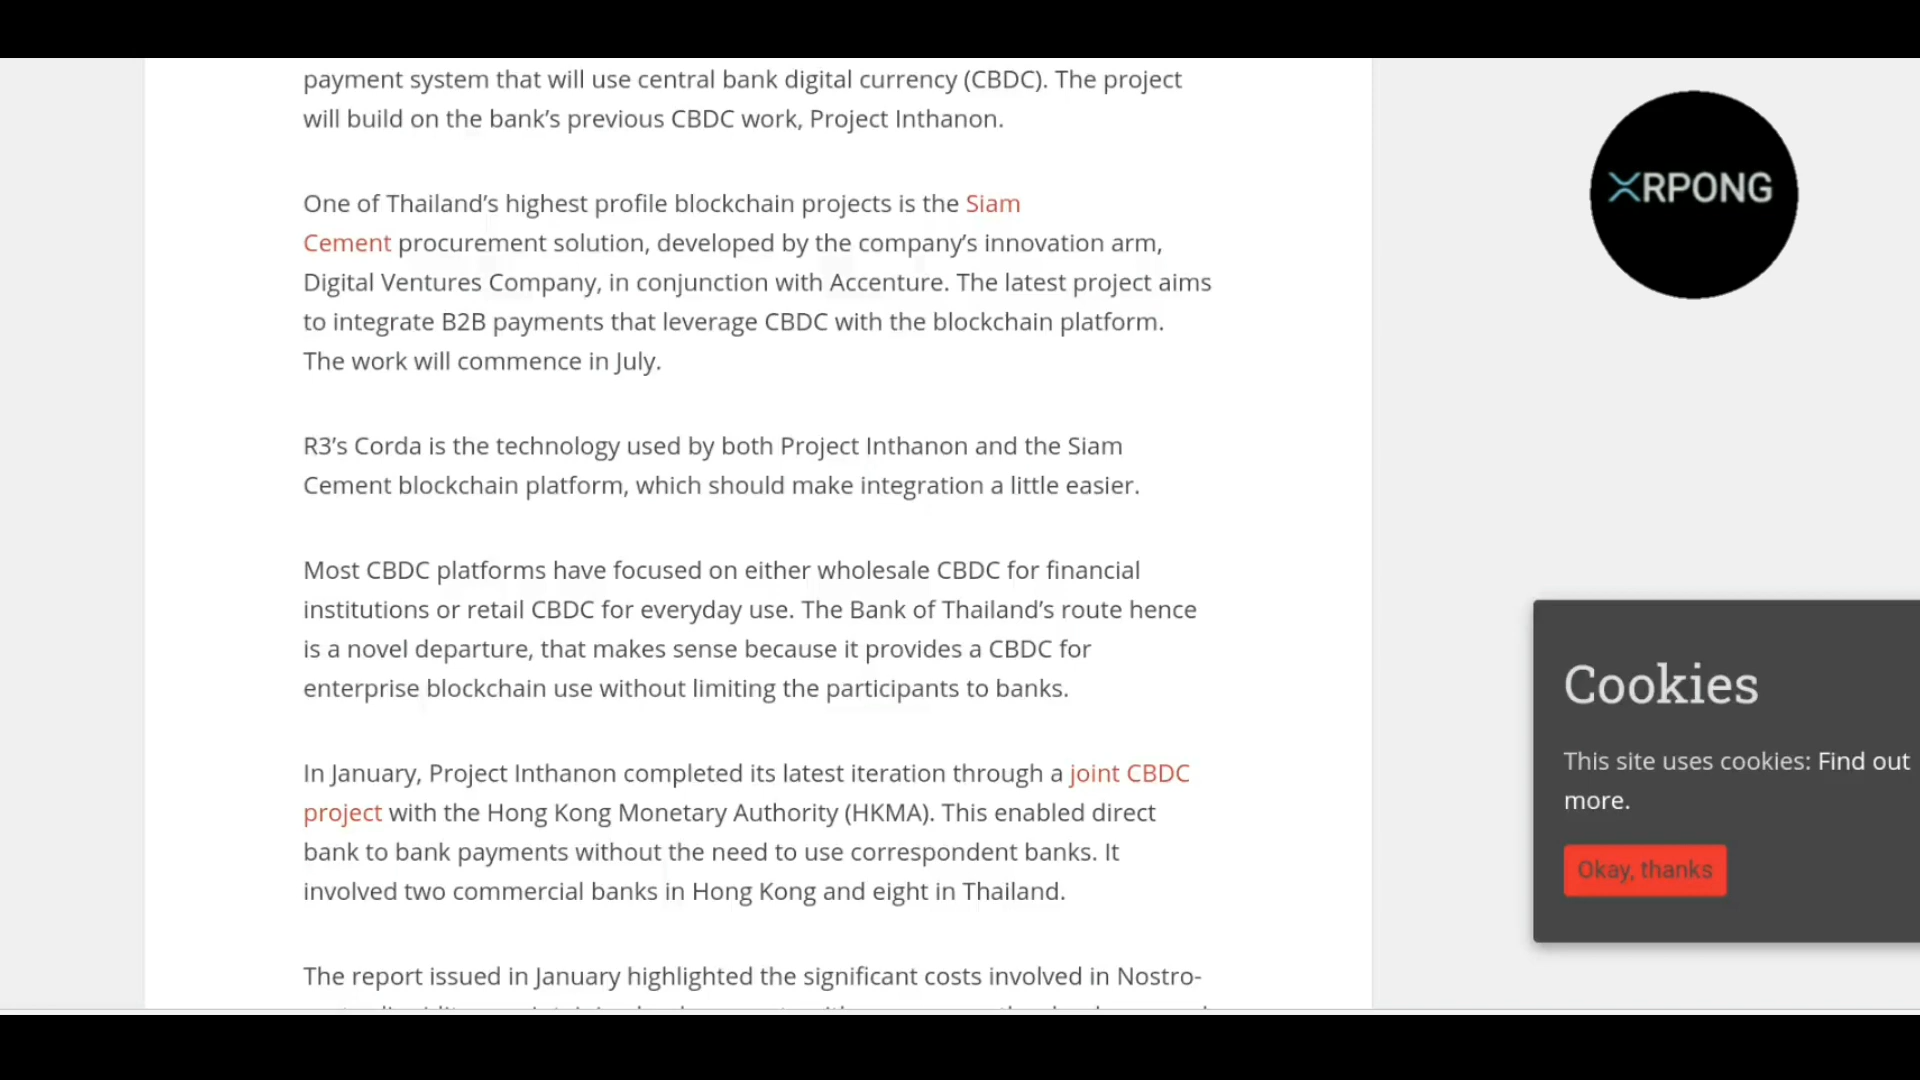 payment system that will use central bank digital currency (CBDC). The project
will build on the bank’s previous CBDC work, Project Inthanon.
One of Thailand’s highest profile blockchain projects is the Siam
Cement procurement solution, developed by the company’s innovation arm,
Digital Ventures Company, in conjunction with Accenture. The latest project aims
to integrate B2B payments that leverage CBDC with the blockchain platform.
The work will commence in July.
R3’s Corda is the technology used by both Project Inthanon and the Siam
Cement blockchain platform, which should make integration a little easier.
Most CBDC platforms have focused on either wholesale CBDC for financial
institutions or retail CBDC for everyday use. The Bank of Thailand’s route hence
is a novel departure, that makes sense because it provides a CBDC for
enterprise blockchain use without limiting the participants to banks.
In January, Project Inthanon completed its latest iteration through a joint CBDC
project with the Hong Kong Monetary Authority (HKMA). This enabled direct
bank to bank payments without the need to use correspondent banks. It
involved two commercial banks in Hong Kong and eight in Thailand.
The report issued in January highlighted the significant costs involved in Nostro-
XRPONG
Cookies
This site uses cookies: Find out
more.
Okay, thanks